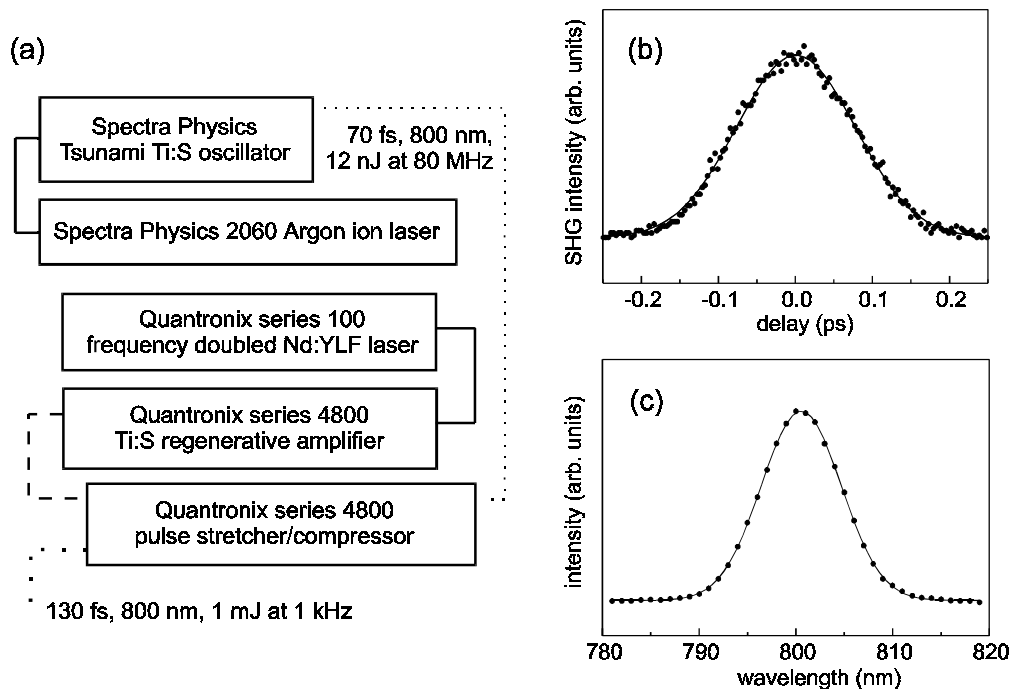 (a)
Spectra Physics
Tsunami Ti:S oscillator
70 fs, 800 nm,
12 nJ at 80 MHz
Spectra Physics 2060 Argon ion laser
Quantronix series 100
frequency doubled Nd:YLF laser
Quantronix series 4800
Ti:S regenerative amplifier
Quantronix series 4800
pulse stretcher/compressor
130 fs, 800 nm, 1 mJ at 1 kHz
(b)
SHG intensity (arb. units)
-0.2 -0.1 0.0 0.1 0.2
delay (ps)
(c)
intensity (arb. units)
780 790 800 810 820
wavelength (nm)